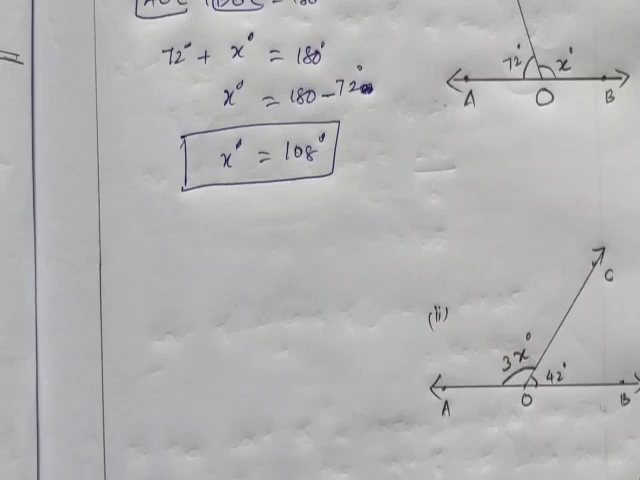 72° + x° = 180°
x° = 180 - 72°
x° = 108°
72° x°
A O B
(ii)
C
3x° 42°
A O B